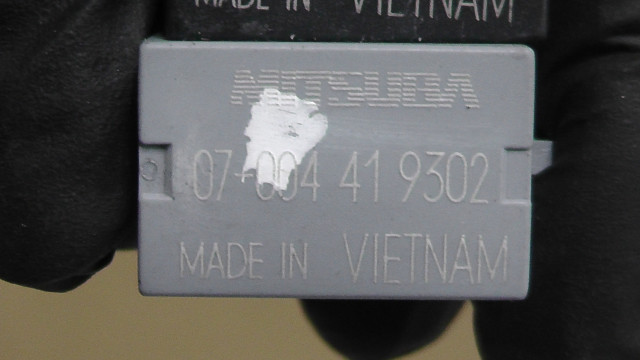 MADE IN VIETNAM
MITSUBA
07-004 41 9302
MADE IN VIETNAM